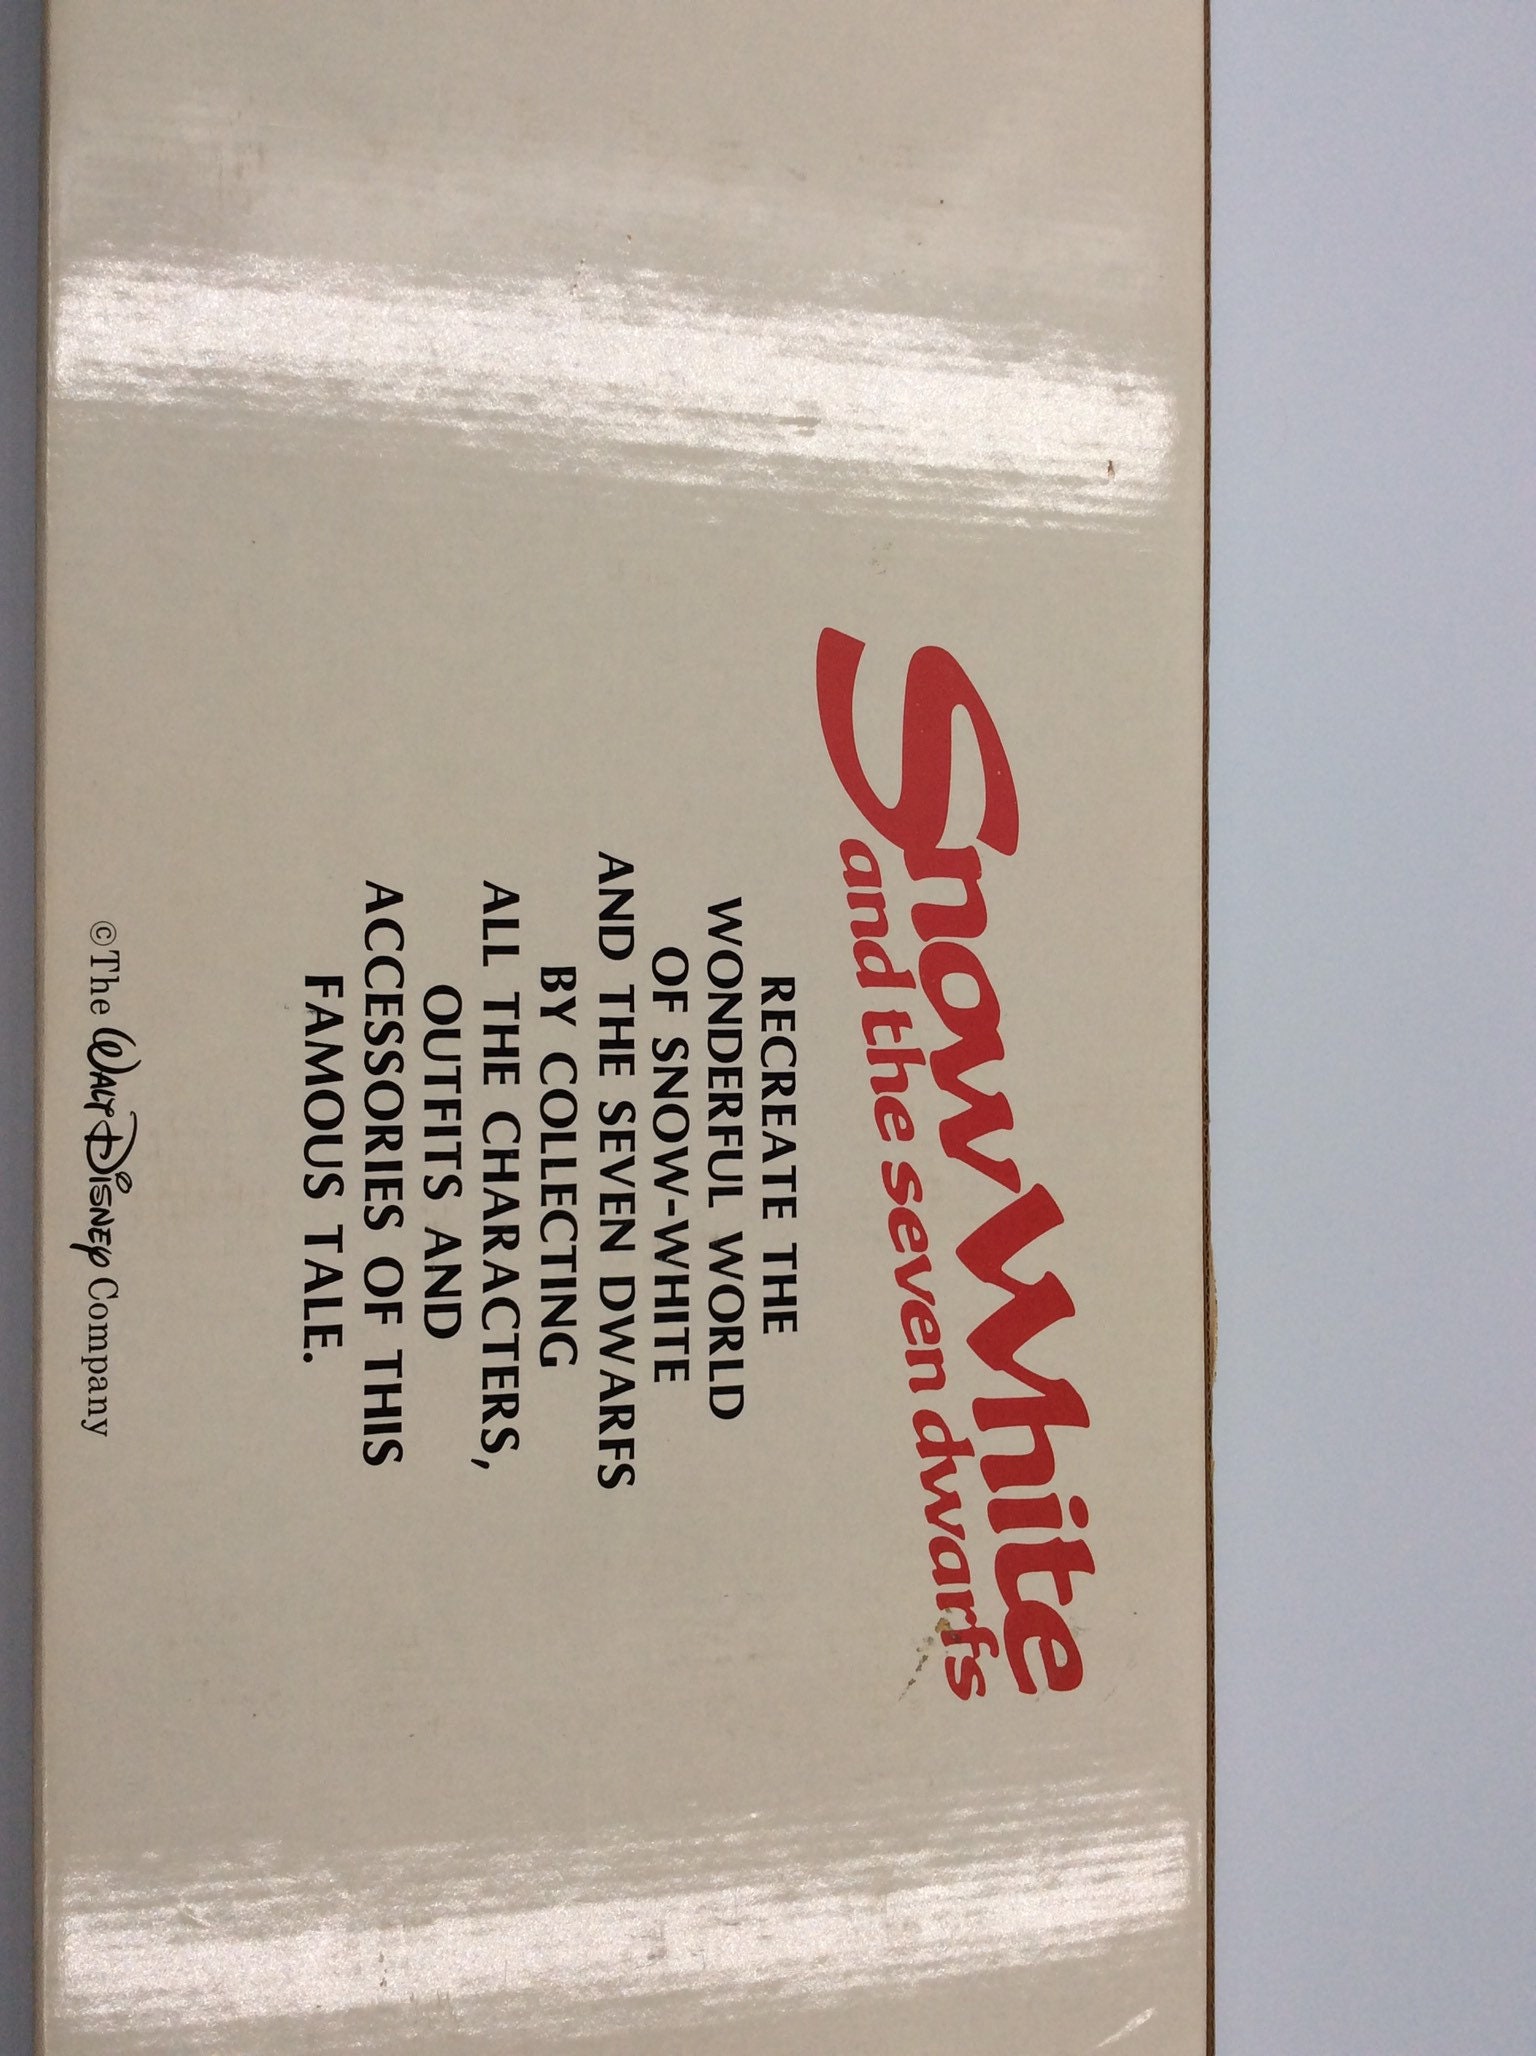 Snow White
and the seven dwarfs
RECREATE THE
WONDERFUL WORLD
OF SNOW-WHITE
AND THE SEVEN DWARFS
BY COLLECTING
ALL THE CHARACTERS,
OUTFITS AND
ACCESSORIES OF THIS
FAMOUS TALE.
©The WALT DISNEY Company